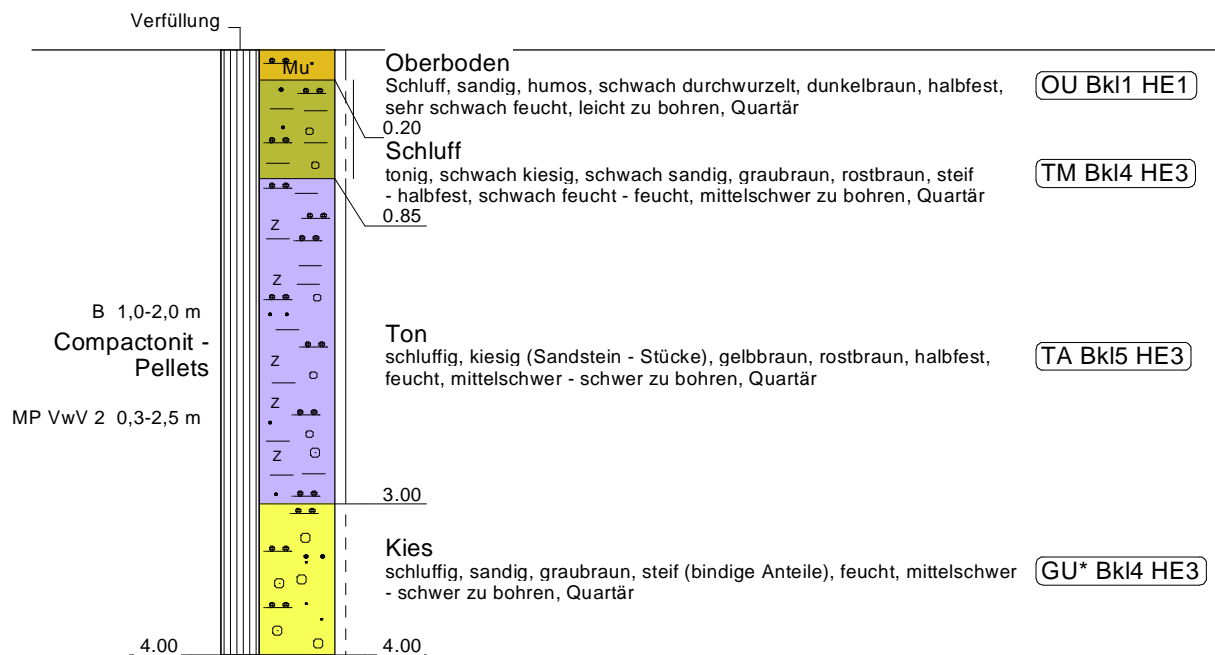 Verfüllung
Mu
Oberboden
Schluff, sandig, humos, schwach durchwurzelt, dunkelbraun, halbfest,
sehr schwach feucht, leicht zu bohren, Quartär
OU Bkl1 HE1
0.20
Schluff
tonig, schwach kiesig, schwach sandig, graubraun, rostbraun, steif
- halbfest, schwach feucht - feucht, mittelschwer zu bohren, Quartär
TM Bkl4 HE3
0.85
Z
Z
B 1,0-2,0 m
Compactonit -
Pellets
Ton
schluffig, kiesig (Sandstein - Stücke), gelbbraun, rostbraun, halbfest,
feucht, mittelschwer - schwer zu bohren, Quartär
TA Bkl5 HE3
Z
Z
MP VwV 2 0,3-2,5 m
Z
3.00
Kies
schluffig, sandig, graubraun, steif (bindige Anteile), feucht, mittelschwer
- schwer zu bohren, Quartär
GU* Bkl4 HE3
4.00
4.00